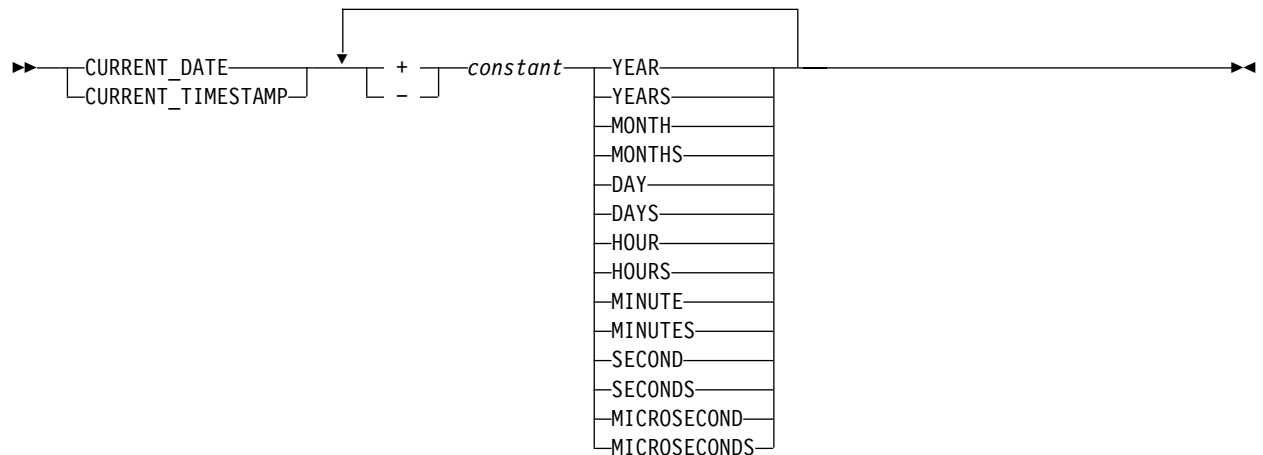 CURRENT_DATE + constant YEAR
CURRENT_TIMESTAMP – YEARS
MONTH
MONTHS
DAY
DAYS
HOUR
HOURS
MINUTE
MINUTES
SECOND
SECONDS
MICROSECOND
MICROSECONDS